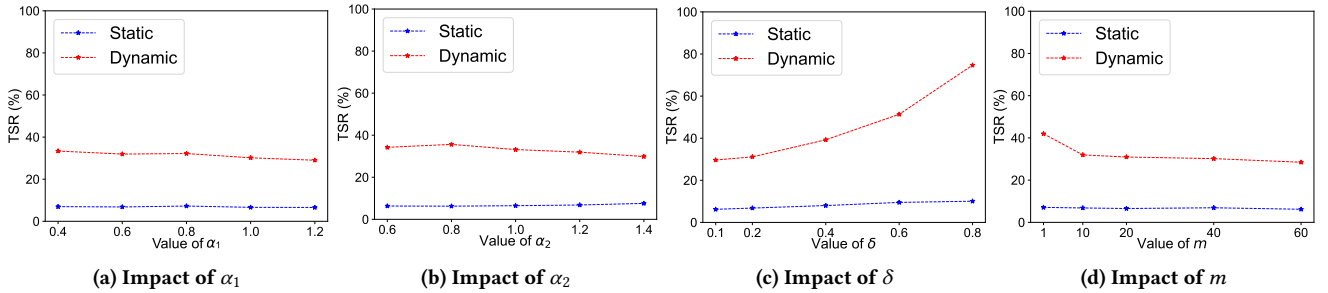 100
80
60
40
20
0
TSR (%)
Static
Dynamic
0.4 0.6 0.8 1.0 1.2
Value of α₁
(a) Impact of α₁
100
80
60
40
20
0
TSR (%)
Static
Dynamic
0.6 0.8 1.0 1.2 1.4
Value of α₂
(b) Impact of α₂
100
80
60
40
20
0
TSR (%)
Static
Dynamic
0.1 0.2 0.4 0.6 0.8
Value of δ
(c) Impact of δ
100
80
60
40
20
0
TSR (%)
Static
Dynamic
1 10 20 40 60
Value of m
(d) Impact of m